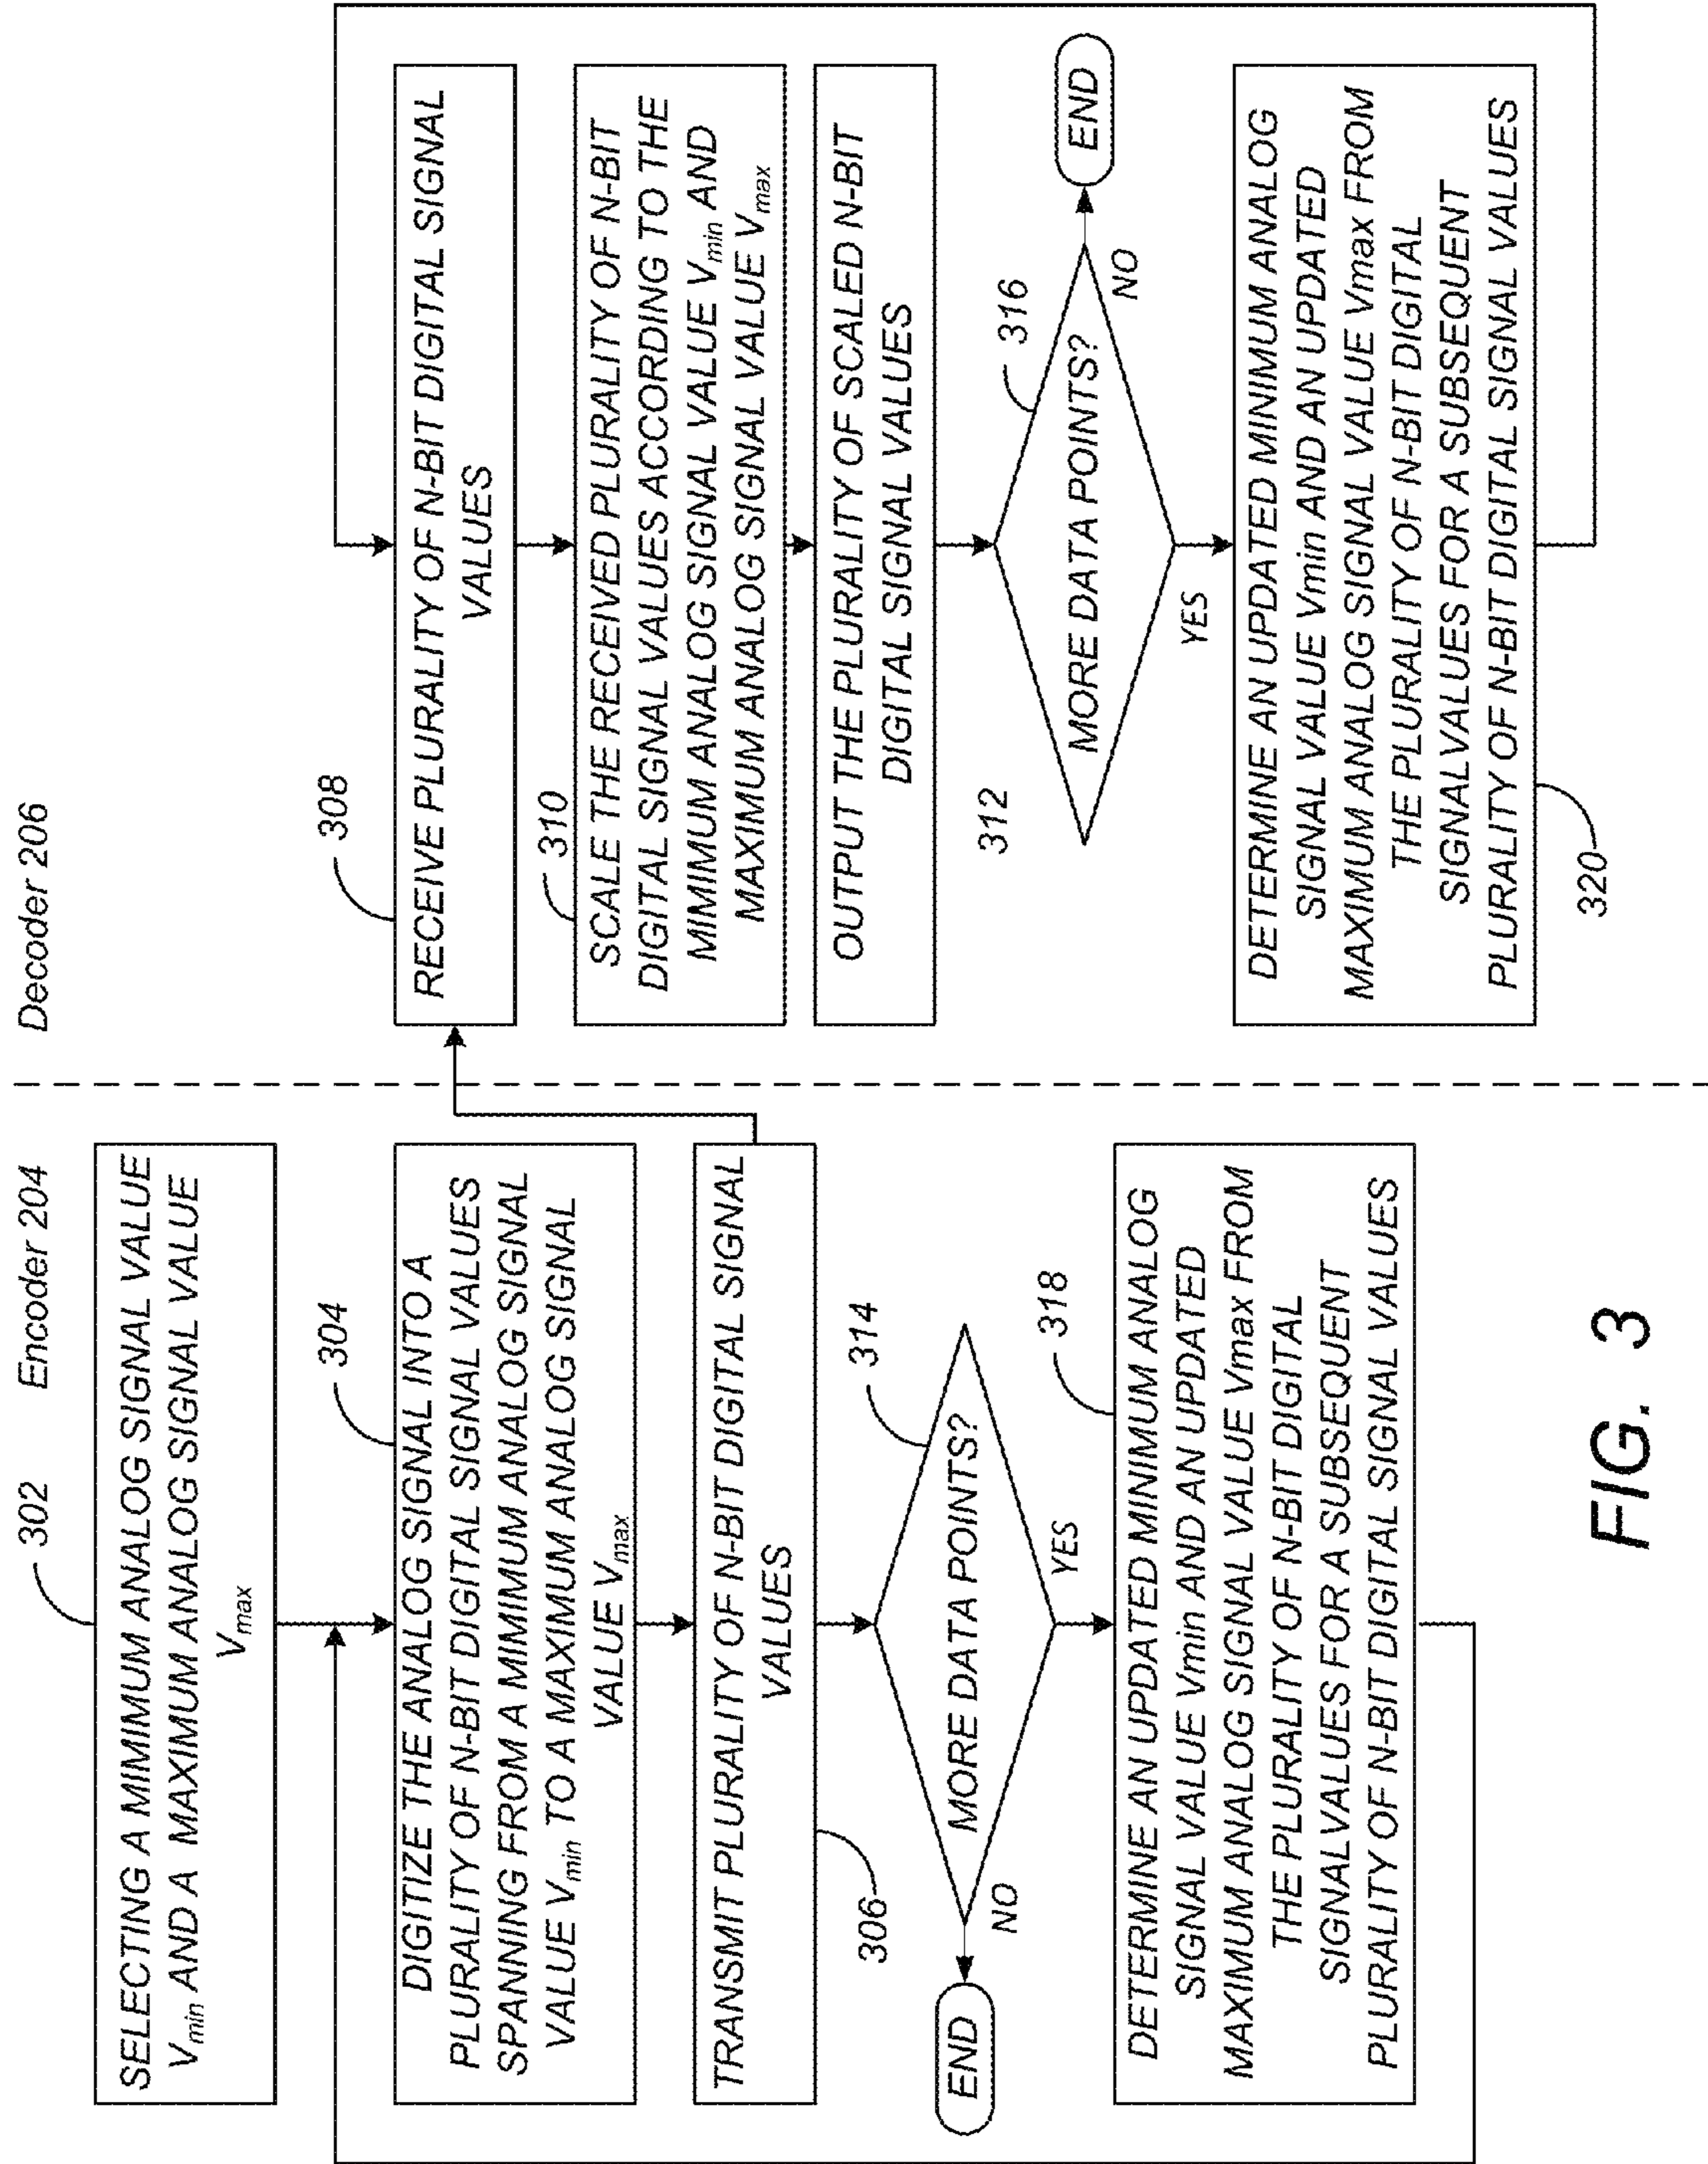 Encoder 204
302
SELECTING A MIMIMUM ANALOG SIGNAL VALUE
Vmin AND A MAXIMUM ANALOG SIGNAL VALUE
Vmax
304
DIGITIZE THE ANALOG SIGNAL INTO A
PLURALITY OF N-BIT DIGITAL SIGNAL VALUES
SPANNING FROM A MIMIMUM ANALOG SIGNAL
VALUE Vmin TO A MAXIMUM ANALOG SIGNAL
VALUE Vmax
TRANSMIT PLURALITY OF N-BIT DIGITAL SIGNAL
VALUES
306
314
MORE DATA POINTS?
NO
END
YES
318
DETERMINE AN UPDATED MINIMUM ANALOG
SIGNAL VALUE Vmin AND AN UPDATED
MAXIMUM ANALOG SIGNAL VALUE Vmax FROM
THE PLURALITY OF N-BIT DIGITAL
SIGNALVALUES FOR A SUBSEQUENT
PLURALITY OF N-BIT DIGITAL SIGNAL VALUES
Decoder 206
308
RECEIVE PLURALITY OF N-BIT DIGITAL SIGNAL
VALUES
310
SCALE THE RECEIVED PLURALITY OF N-BIT
DIGITAL SIGNAL VALUES ACCORDING TO THE
MIMIMUM ANALOG SIGNAL VALUE Vmin AND
MAXIMUM ANALOG SIGNAL VALUE Vmax
OUTPUT THE PLURALITY OF SCALED N-BIT
DIGITAL SIGNAL VALUES
312
316
MORE DATA POINTS?
NO
END
YES
DETERMINE AN UPDATED MINIMUM ANALOG
SIGNAL VALUE Vmin AND AN UPDATED
MAXIMUM ANALOG SIGNAL VALUE Vmax FROM
THE PLURALITY OF N-BIT DIGITAL
SIGNALVALUES FOR A SUBSEQUENT
PLURALITY OF N-BIT DIGITAL SIGNAL VALUES
320
FIG. 3